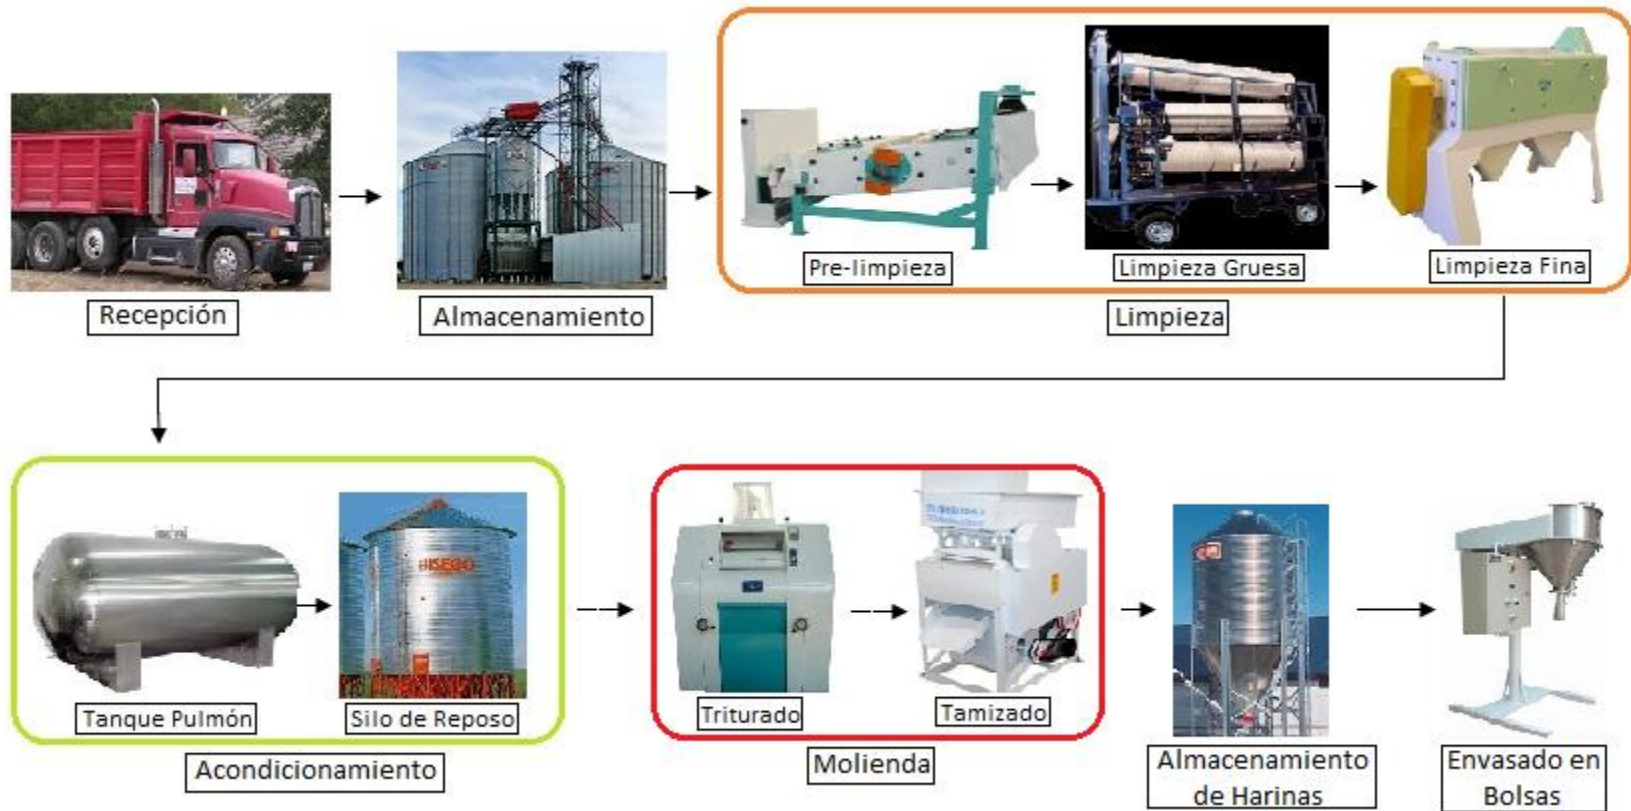 Pre-limpieza
Limpieza Gruesa
Limpieza Fina
Recepción
Almacenamiento
Limpieza
BISEGO
Tanque Pulmón
Silo de Reposo
Triturado
Tamizado
Acondicionamiento
Molienda
Almacenamiento
de Harinas
Envasado en
Bolsas